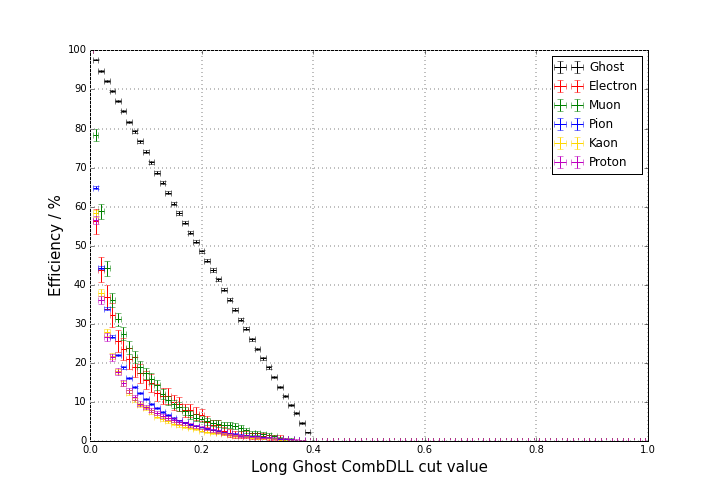 100
90
80
70
60
50
40
30
20
10
0
Efficiency / %
0.0 0.2 0.4 0.6 0.8 1.0
Long Ghost CombDLL cut value
Ghost
Electron
Muon
Pion
Kaon
Proton